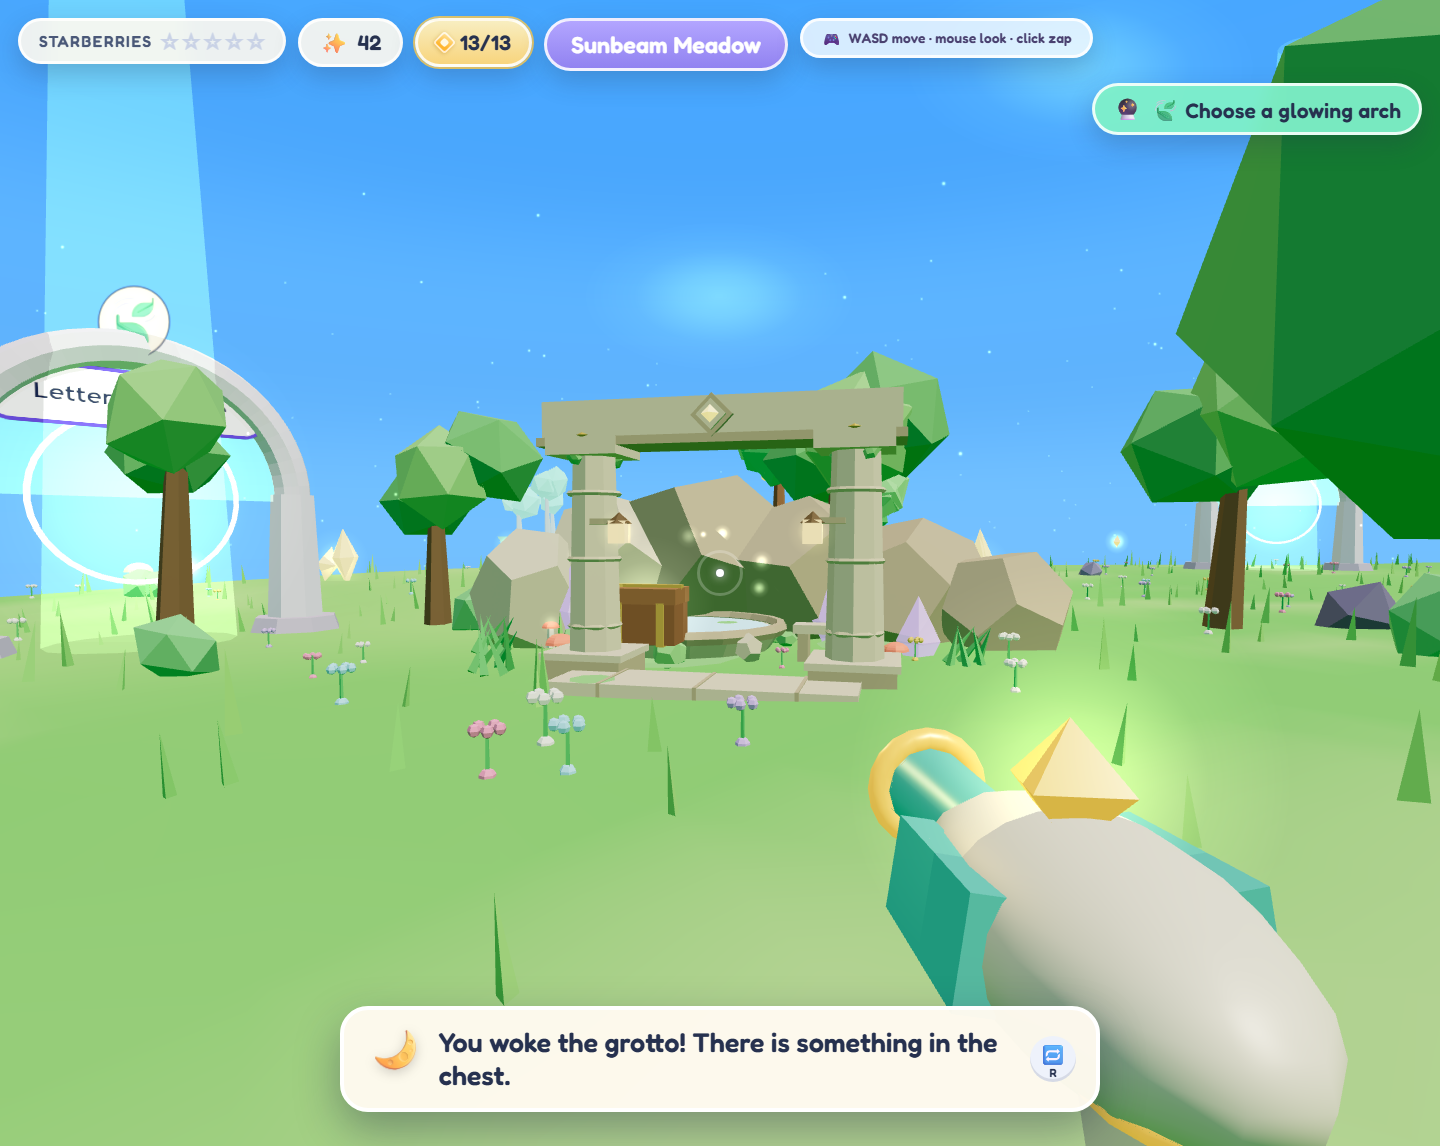 STARBERRIES
42
13/13
Sunbeam Meadow
WASD move · mouse look · click zap
Choose a glowing arch
Letter
You woke the grotto! There is something in the
chest.
R